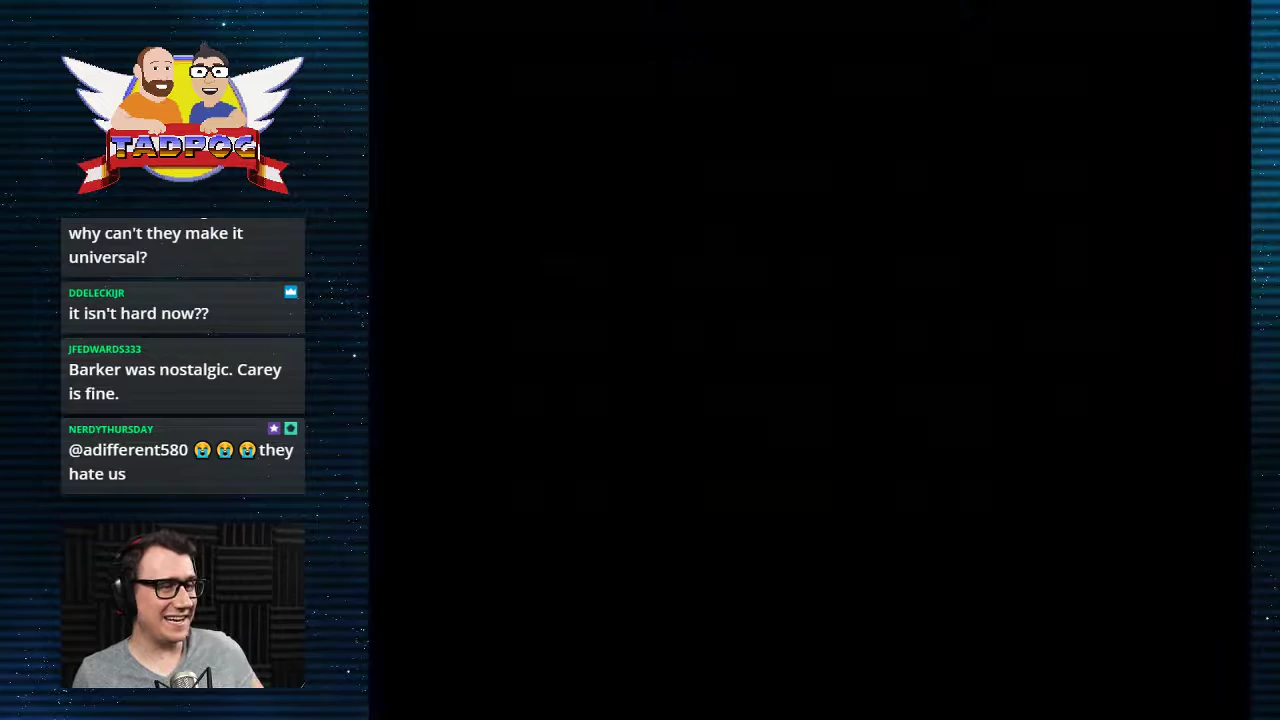 TADPOG
why can't they make it
universal?
DDELECKIJR
it isn't hard now??
JFEDWARDS333
Barker was nostalgic. Carey
is fine.
NERDYTHURSDAY
@adifferent580 😭😭😭they
hate us